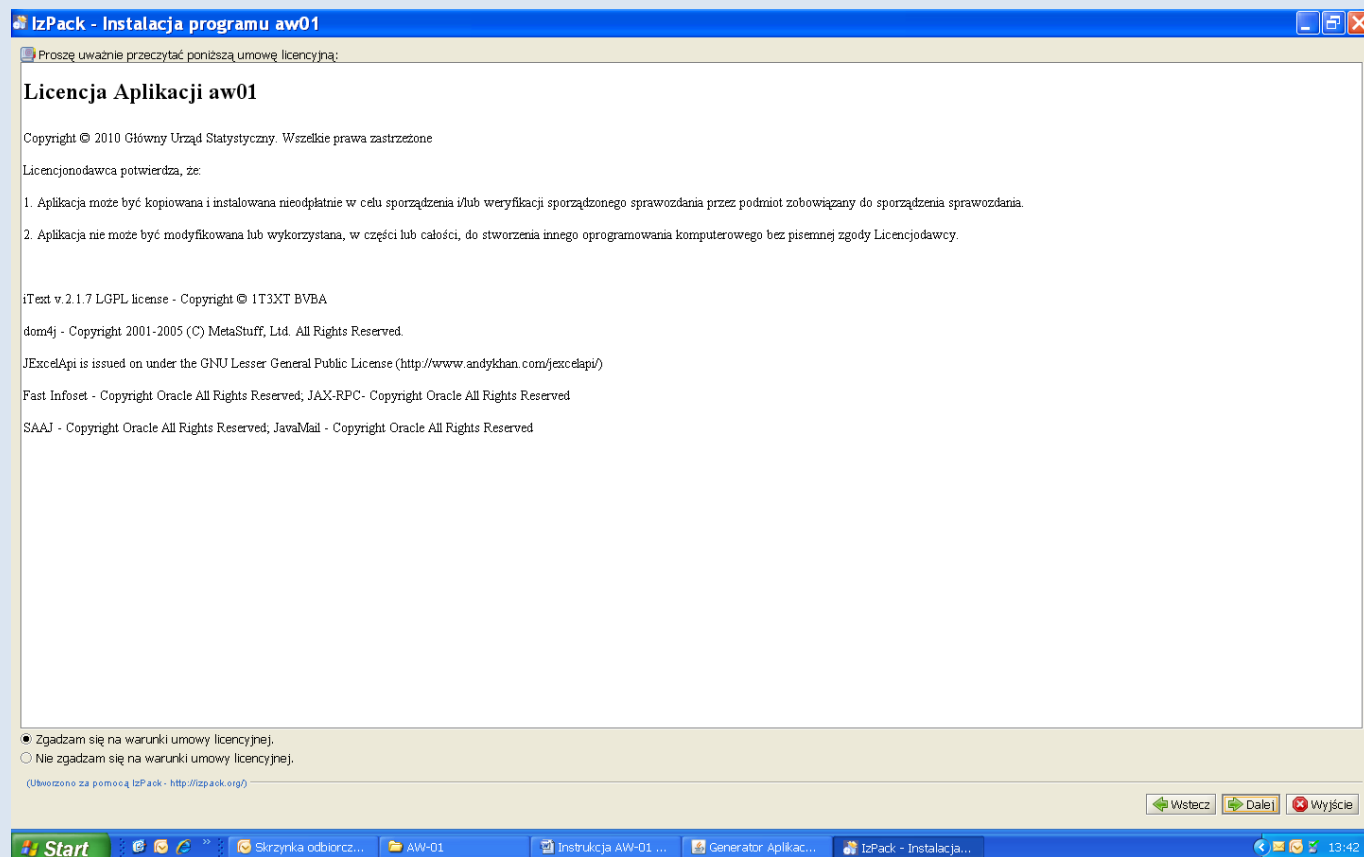 IzPack - Instalacja programu aw01
Proszę uważnie przeczytać poniższą umowę licencyjną:
Licencja Aplikacji aw01
Copyright © 2010 Główny Urząd Statystyczny. Wszelkie prawa zastrzeżone
Licencjonodawca potwierdza, że:
1. Aplikacja może być kopiowana i instalowana nieodpłatnie w celu sporządzenia i/lub weryfikacji sporządzonego sprawozdania przez podmiot zobowiązany do sporządzenia sprawozdania.
2. Aplikacja nie może być modyfikowana lub wykorzystana, w części lub całości, do stworzenia innego oprogramowania komputerowego bez pisemnej zgody Licencjodawcy.
iText v.2.1.7 LGPL license - Copyright © 1T3XT BVBA
dom4j - Copyright 2001-2005 (C) MetaStuff, Ltd. All Rights Reserved.
JExcelApi is issued on under the GNU Lesser General Public License (http://www.andykhan.com/jexcelapi/)
Fast Infoset - Copyright Oracle All Rights Reserved; JAX-RPC- Copyright Oracle All Rights Reserved
SAAJ - Copyright Oracle All Rights Reserved; JavaMail - Copyright Oracle All Rights Reserved
Zgadzam się na warunki umowy licencyjnej.
Nie zgadzam się na warunki umowy licencyjnej.
(Utworzono za pomocą IzPack - http://izpack.org/)
Wstecz Dalej Wyjście
Start Skrzynka odbiorcz... AW-01 Instrukcja AW-01 ... Generator Aplikac... IzPack - Instalacja... 13:42